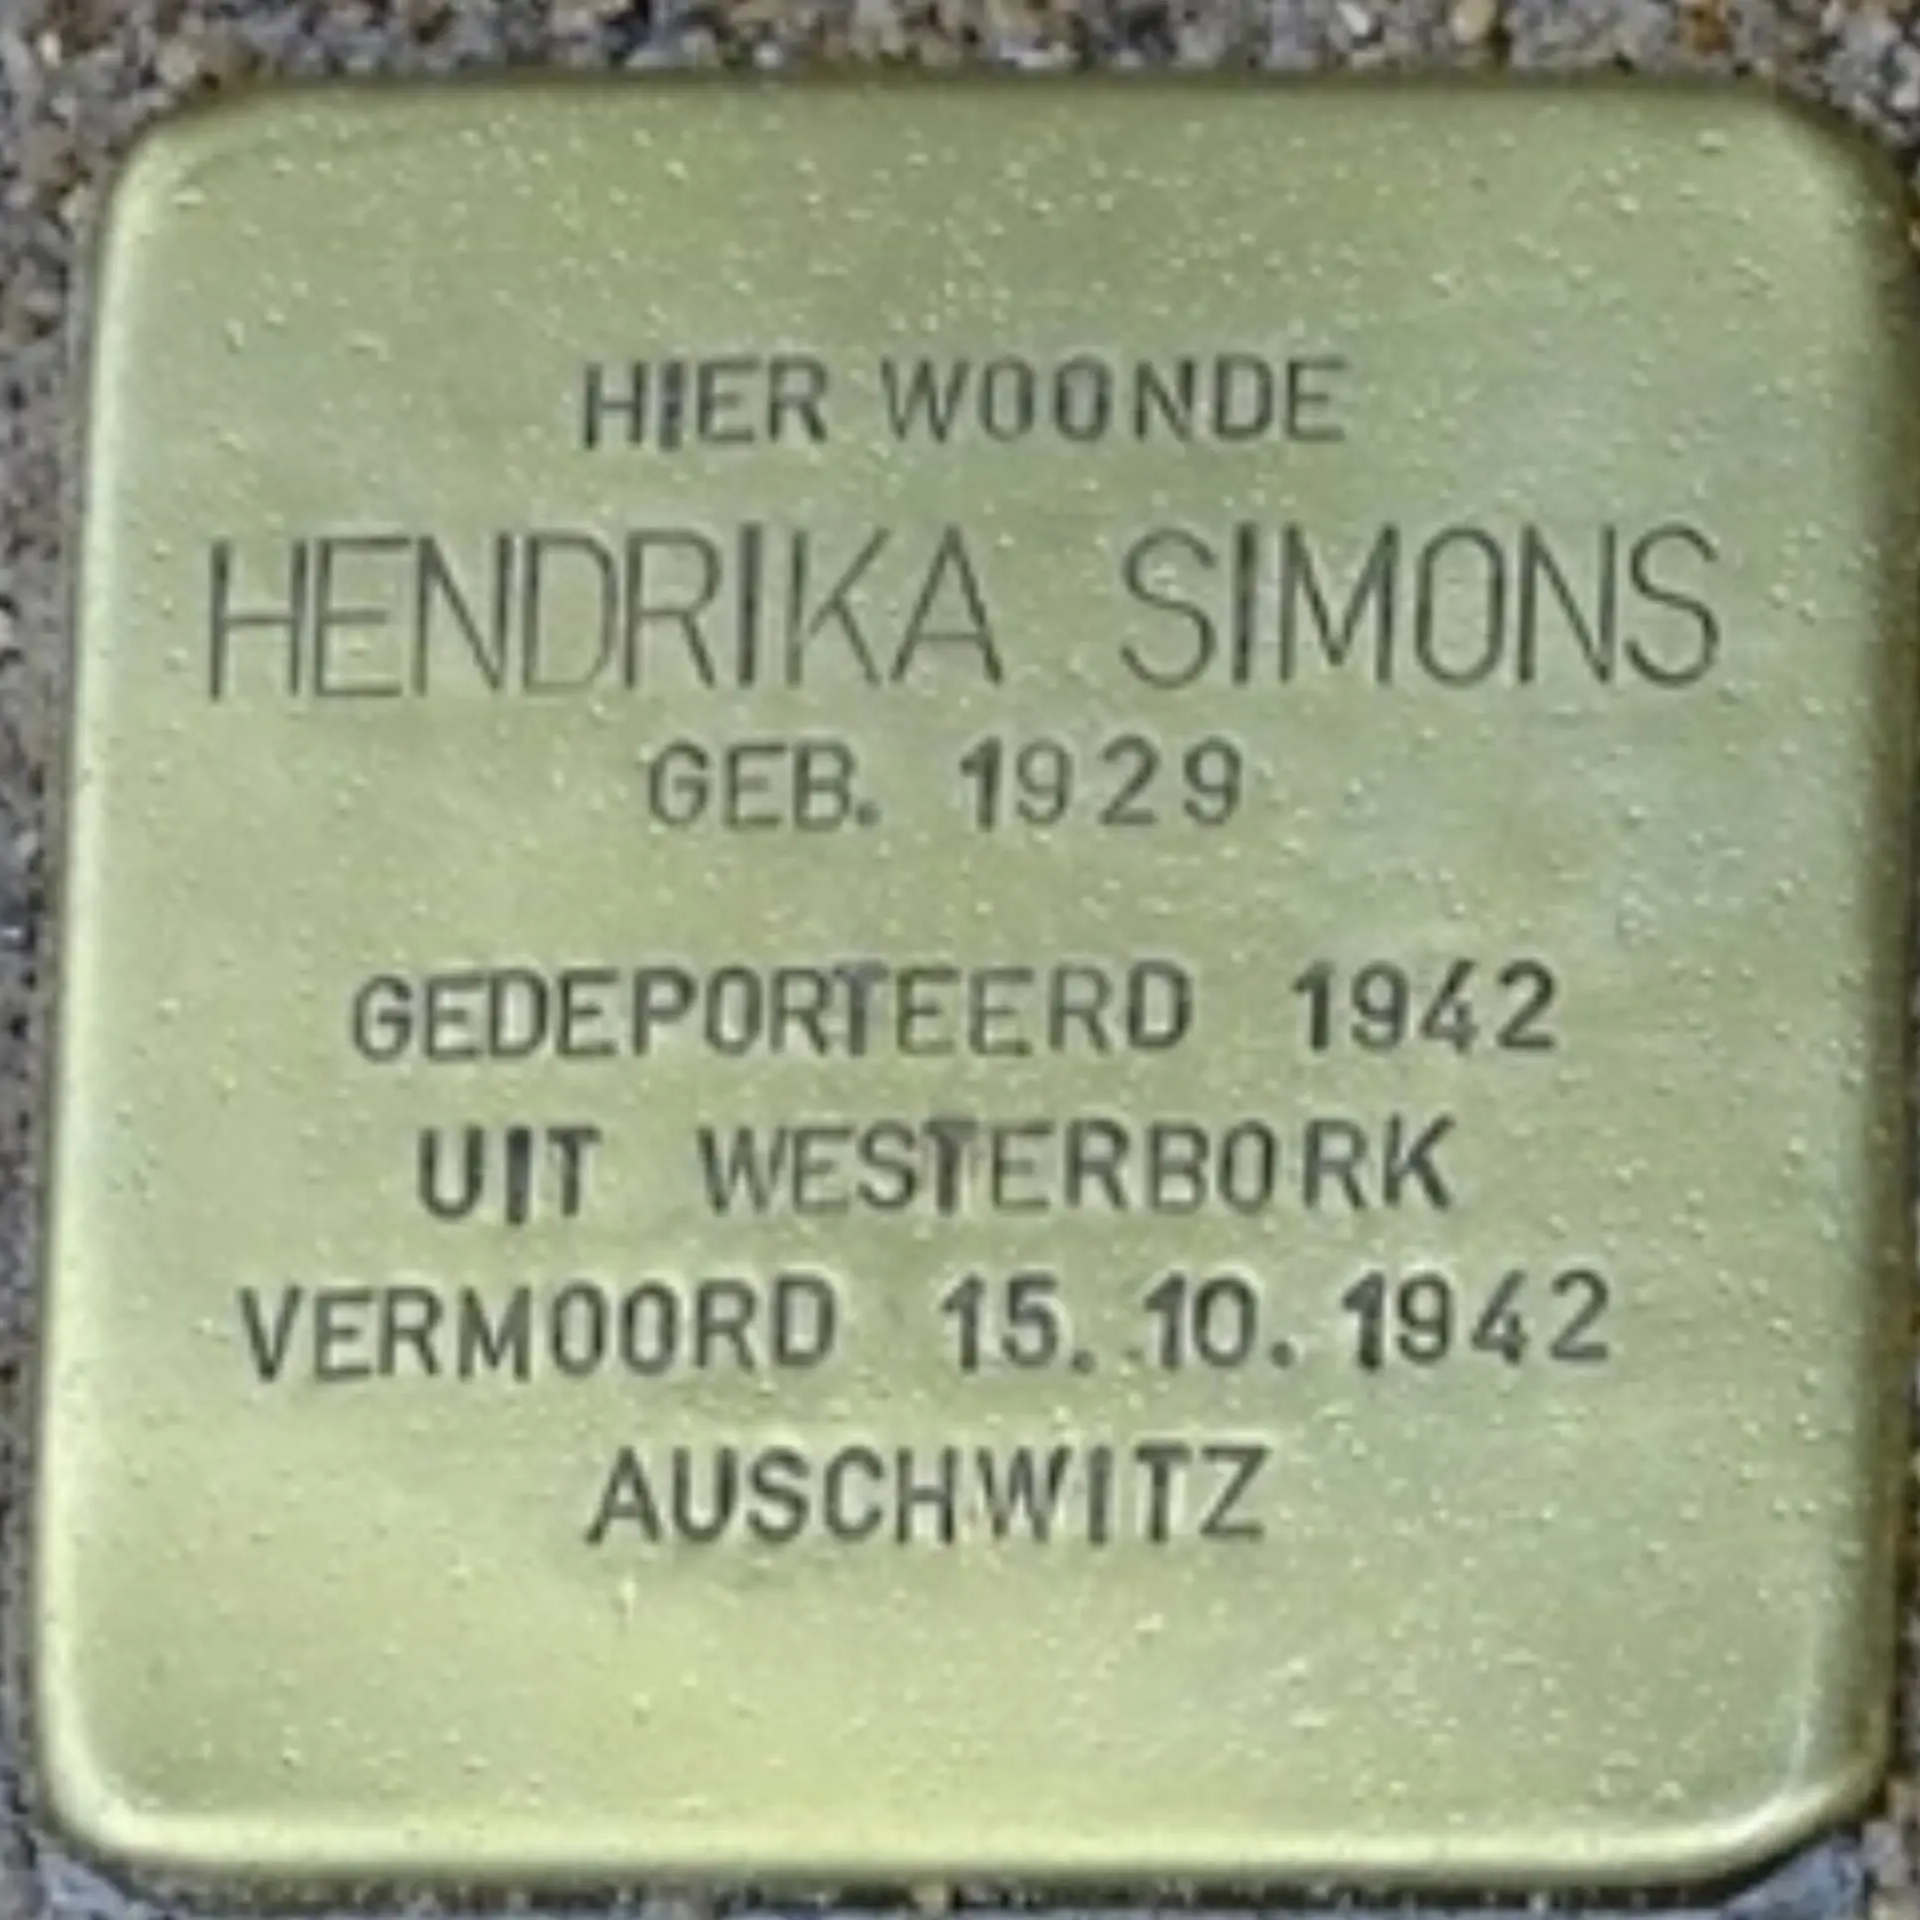 HIER WOONDE
HENDRIKA SIMONS
GEB. 1929
GEDEPORTEERD 1942
UIT WESTERBORK
VERMOORD 15.10.1942
AUSCHWITZ